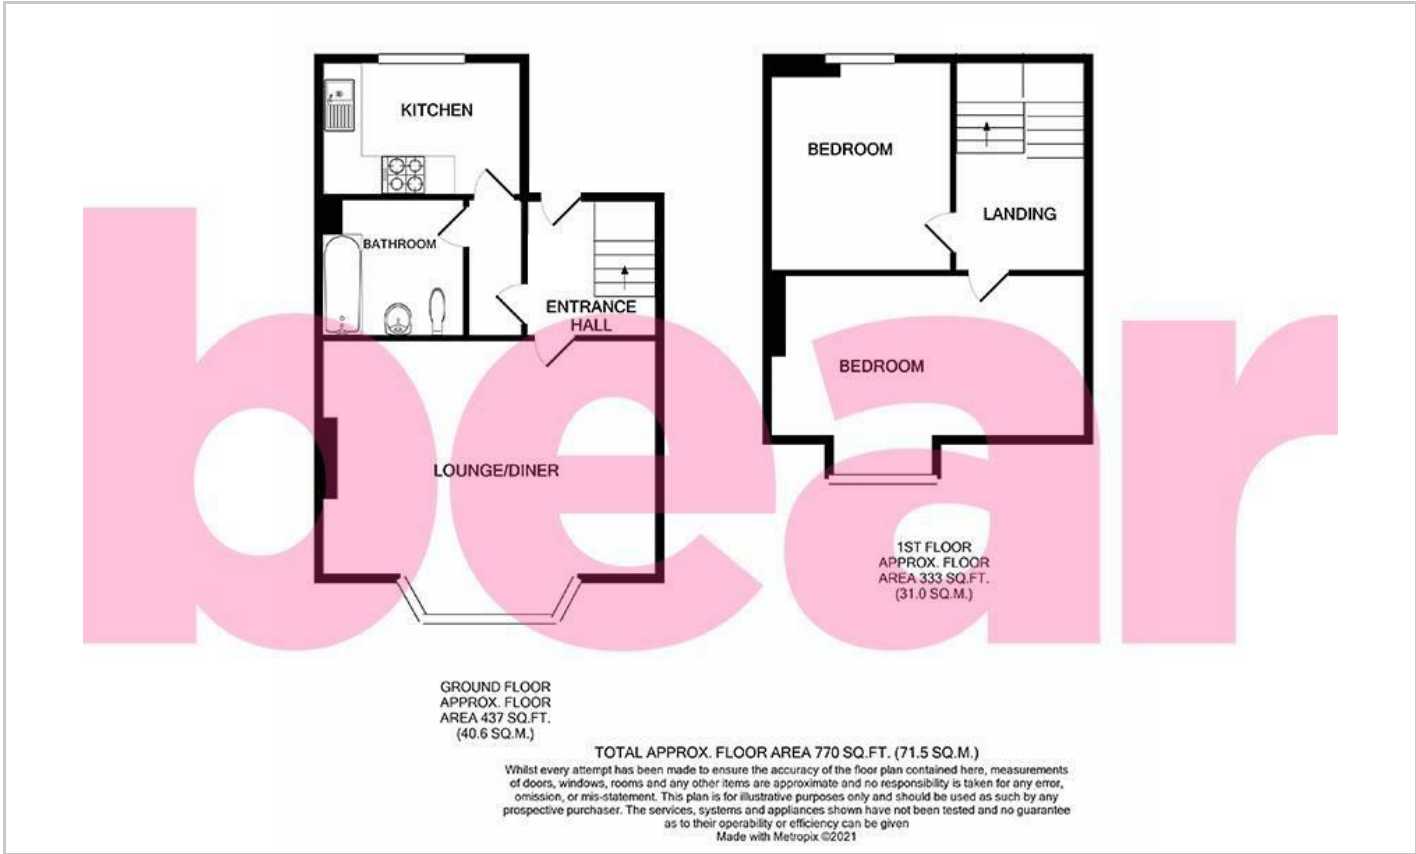 KITCHEN
BATHROOM
ENTRANCE
HALL
LOUNGE/DINER
BEDROOM
LANDING
BEDROOM
bear
1ST FLOOR
APPROX. FLOOR
AREA 333 SQ.FT.
(31.0 SQ.M.)
GROUND FLOOR
APPROX. FLOOR
AREA 437 SQ.FT.
(40.6 SQ.M.)
TOTAL APPROX. FLOOR AREA 770 SQ.FT. (71.5 SQ.M.)
Whilst every attempt has been made to ensure the accuracy of the floor plan contained here, measurements
of doors, windows, rooms and any other items are approximate and no responsibility is taken for any error,
omission, or mis-statement. This plan is for illustrative purposes only and should be used as such by any
prospective purchaser. The services, systems and appliances shown have not been tested and no guarantee
as to their operability or efficiency can be given
Made with Metropix ©2021